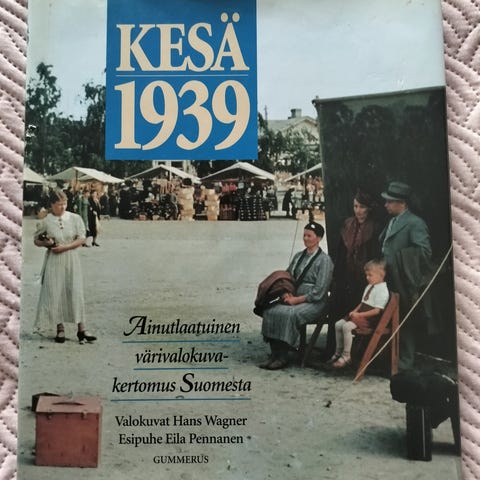 KESÄ
1939
Ainutlaatuinen
värivalokuva-
kertomus Suomesta
Valokuvat Hans Wagner
Esipuhe Eila Pennanen
GUMMERUS